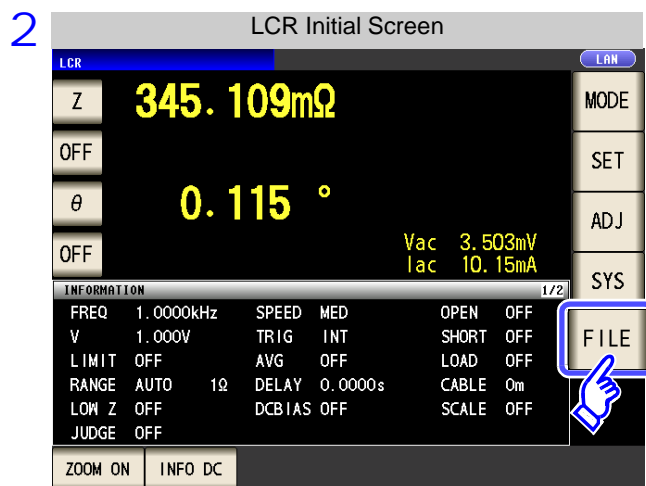 2
LCR Initial Screen
LCR
LAN
Z
345.109mΩ
MODE
OFF
SET
θ
0.115 °
ADJ
OFF
Vac 3.503mV
Iac 10.15mA
SYS
INFORMATION 1/2
FREQ 1.0000kHz SPEED MED OPEN OFF
V 1.000V TRIG INT SHORT OFF
FILE
LIMIT OFF AVG OFF LOAD OFF
RANGE AUTO 1Ω DELAY 0.0000s CABLE 0m
LOW Z OFF DCBIAS OFF SCALE OFF
JUDGE OFF
ZOOM ON INFO DC